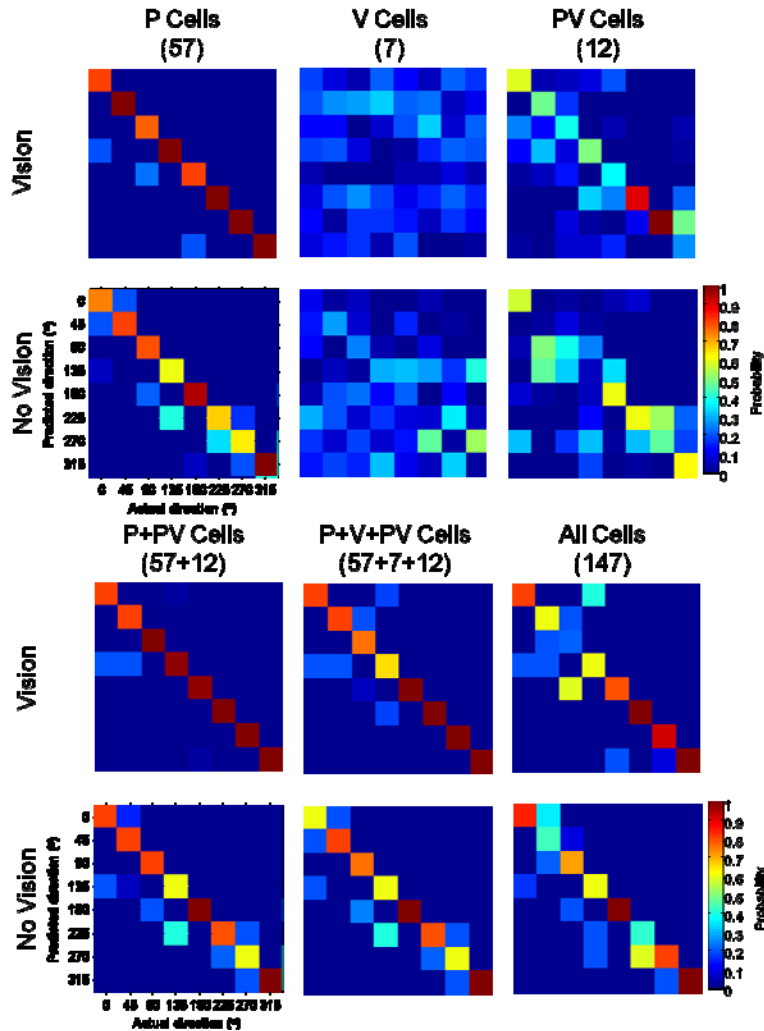 P Cells
(57)
V Cells
(7)
PV Cells
(12)
Vision
No Vision
Predicted direction (°)
0
45
90
135
180
225
270
315
0 45 90 135 180 225 270 315
Actual direction (°)
1
0.9
0.8
0.7
0.6
0.5
0.4
0.3
0.2
0.1
0
Probability
P+PV Cells
(57+12)
P+V+PV Cells
(57+7+12)
All Cells
(147)
Vision
No Vision
Predicted direction (°)
0
45
90
135
180
225
270
315
0 45 90 135 180 225 270 315
Actual direction (°)
1
0.9
0.8
0.7
0.6
0.5
0.4
0.3
0.2
0.1
0
Probability